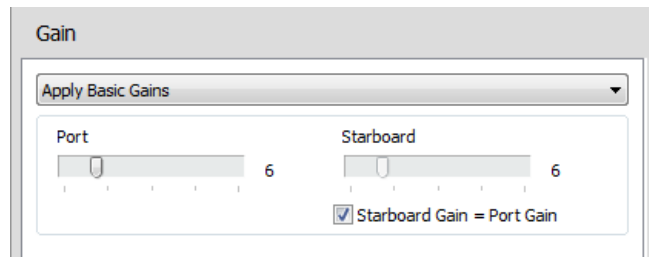 Gain
Apply Basic Gains
Port Starboard
6 6
Starboard Gain = Port Gain